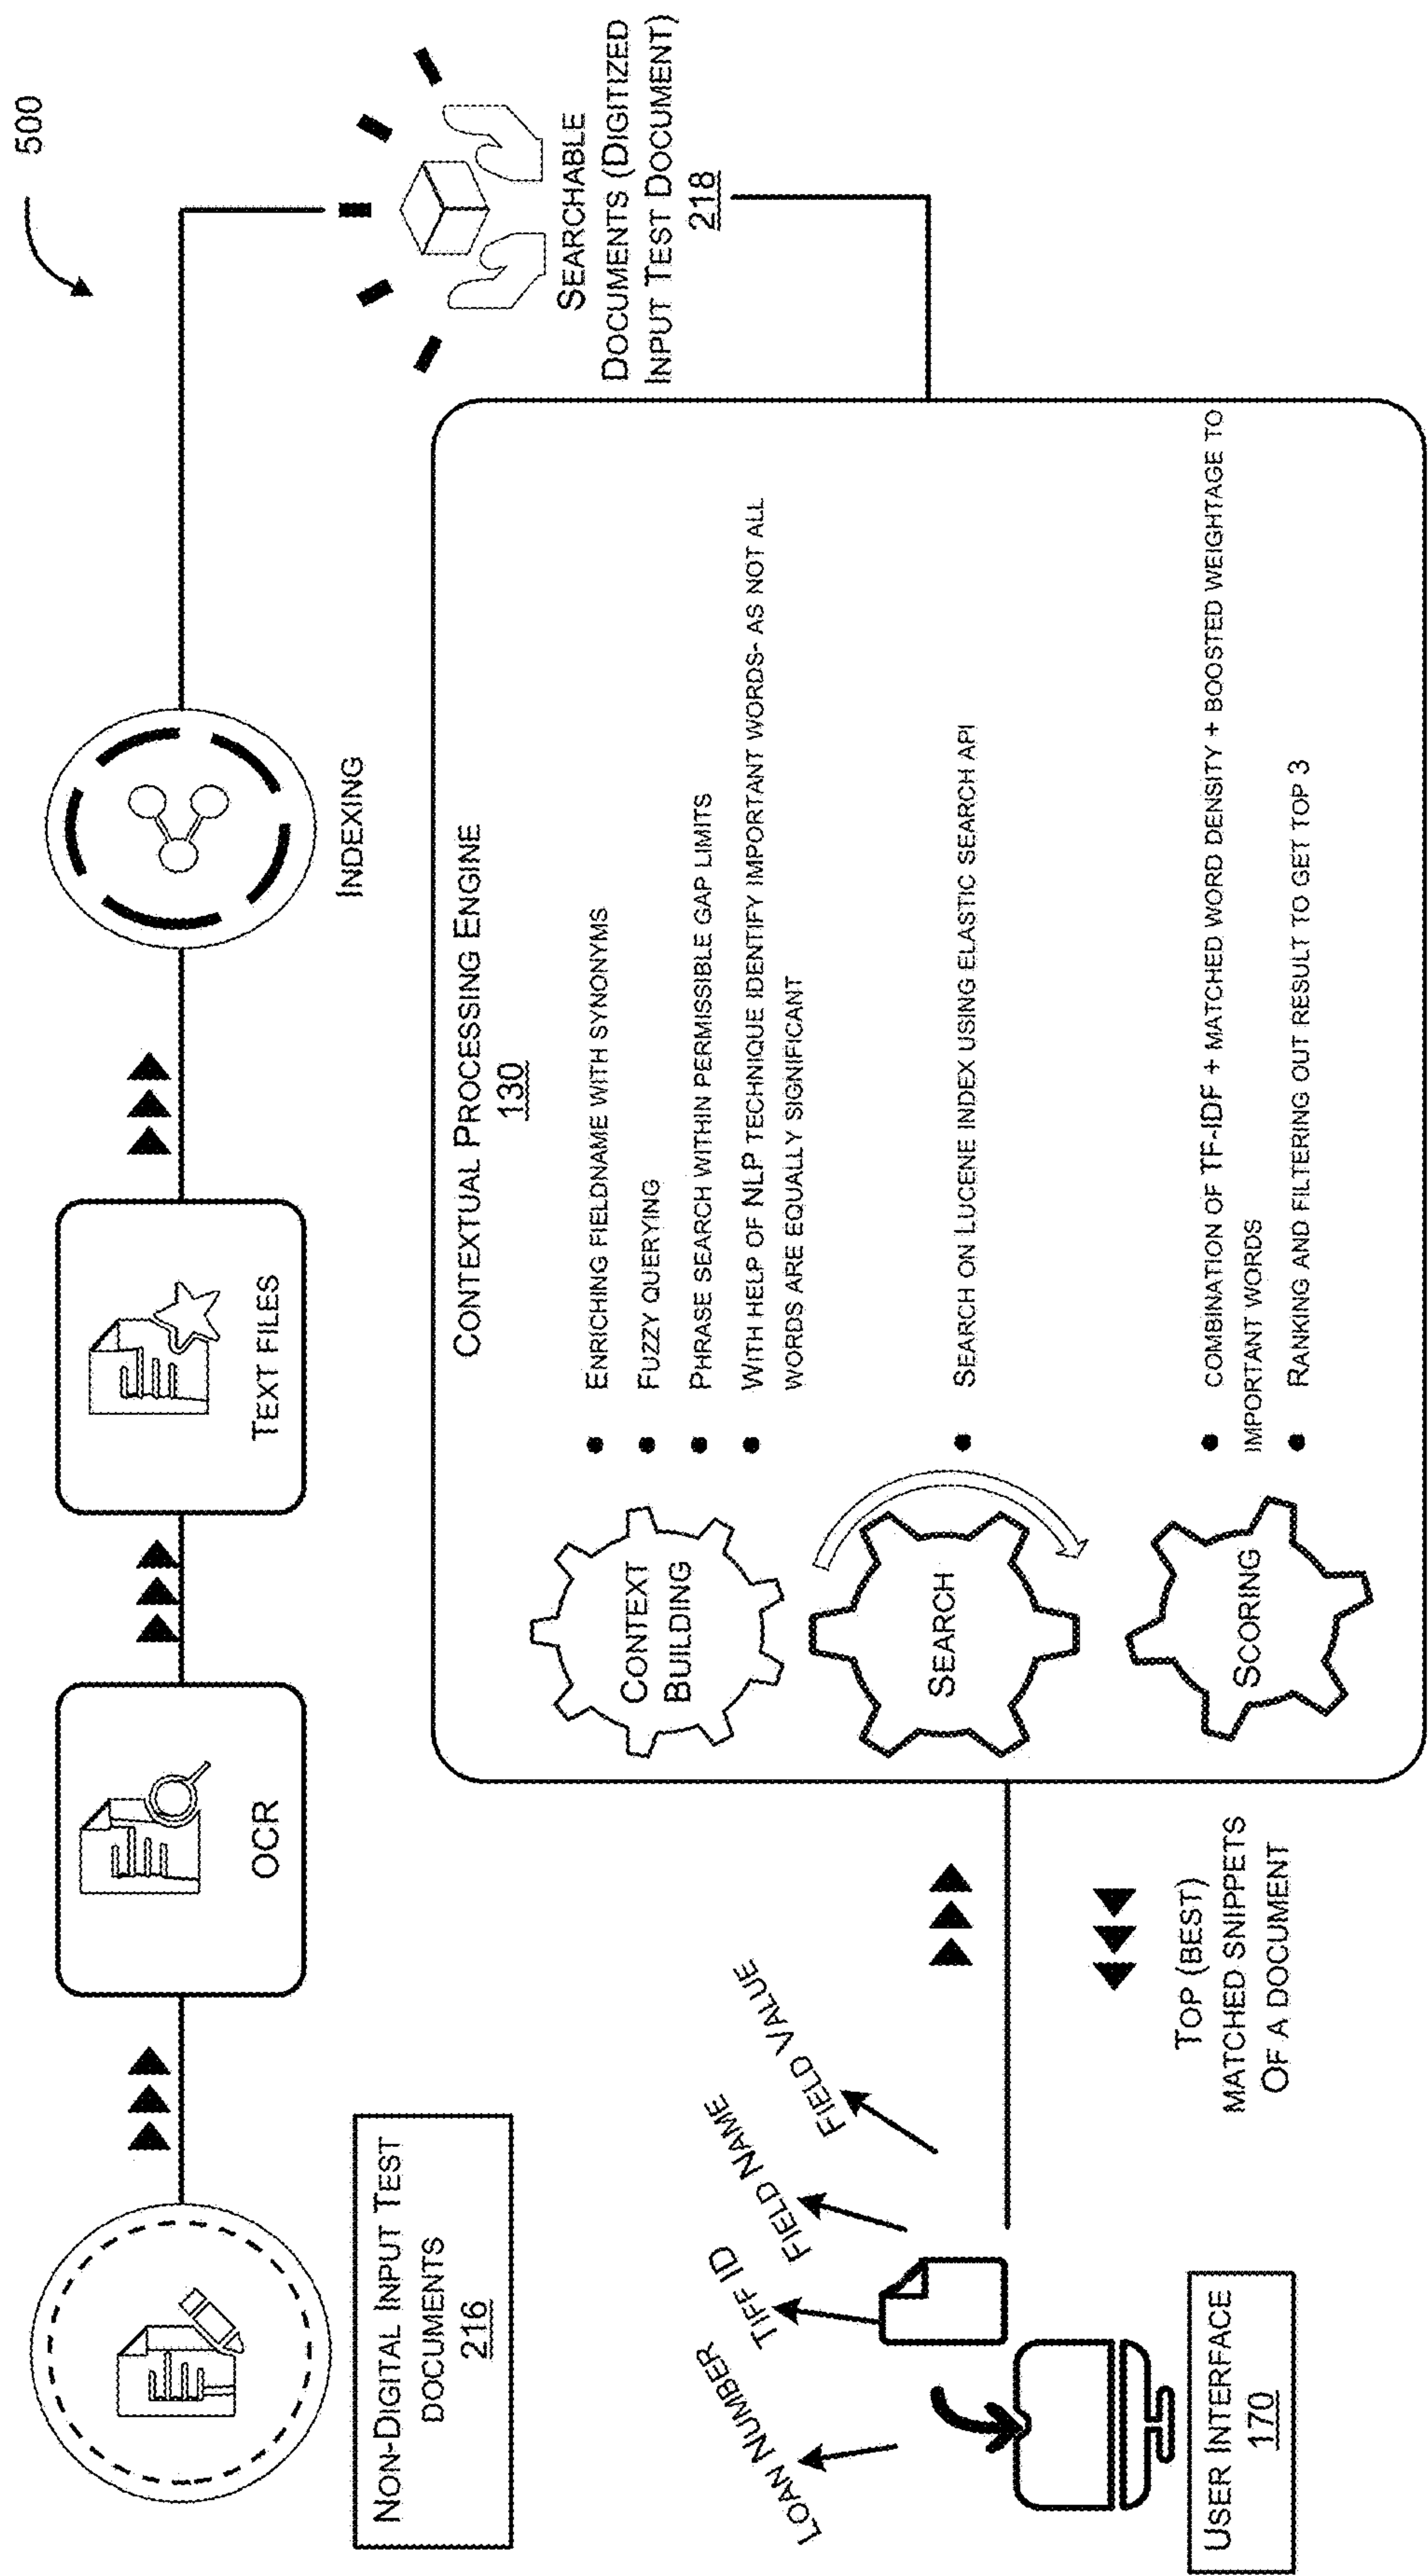 500
OCR
TEXT FILES
INDEXING
NON-DIGITAL INPUT TEST
DOCUMENTS
216
SEARCHABLE
DOCUMENTS (DIGITIZED
INPUT TEST DOCUMENT)
218
CONTEXTUAL PROCESSING ENGINE
130
CONTEXT
BUILDING
• ENRICHING FIELDNAME WITH SYNONYMS
• FUZZY QUERYING
• PHRASE SEARCH WITHIN PERMISSIBLE GAP LIMITS
• WITH HELP OF NLP TECHNIQUE IDENTIFY IMPORTANT WORDS- AS NOT ALL
WORDS ARE EQUALLY SIGNIFICANT
SEARCH
• SEARCH ON LUCENE INDEX USING ELASTIC SEARCH API
SCORING
• COMBINATION OF TF-IDF + MATCHED WORD DENSITY + BOOSTED WEIGHTAGE TO
IMPORTANT WORDS
• RANKING AND FILTERING OUT RESULT TO GET TOP 3
LOAN NUMBER
TIFF ID
FIELD NAME
FIELD VALUE
TOP (BEST)
MATCHED SNIPPETS
OF A DOCUMENT
USER INTERFACE
170